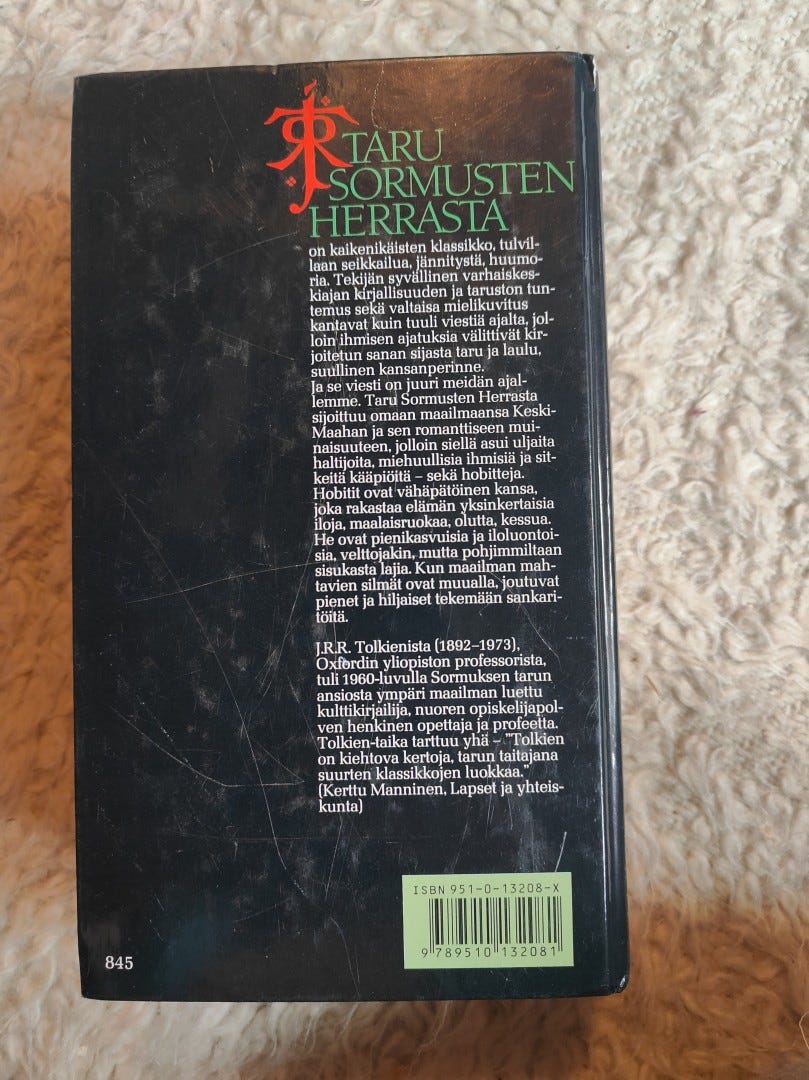 TARU
SORMUSTEN
HERRASTA
on kaikenikäisten klassikko, tulvil-
laan seikkailua, jännitystä, huumo-
ria. Tekijän syvällinen varhaiskes-
kiajan kirjallisuuden ja taruston tun-
temus sekä valtaisa mielikuvitus
kantavat kuin tuuli viestiä ajalta, jol-
loin ihmisen ajatuksia välittivät kir-
joitetun sanan sijasta taru ja laulu,
suullinen kansanperinne.
Ja se viesti on juuri meidän ajal-
lemme. Taru Sormusten Herrasta
sijoittuu omaan maailmaansa Keski-
Maahan ja sen romanttiseen mui-
naisuuteen, jolloin siellä asui uljaita
haltijoita, miehuullisia ihmisiä ja sit-
keitä kääpiöitä – sekä hobitteja.
Hobitit ovat vähäpätöinen kansa,
joka rakastaa elämän yksinkertaisia
iloja, maalaisruokaa, olutta, kessua.
He ovat pienikasvuisia ja iloluontoi-
sia, velttojakin, mutta pohjimmiltaan
sisukasta lajia. Kun maailman mah-
tavien silmät ovat muualla, joutuvat
pienet ja hiljaiset tekemään sankari-
töitä.
J.R.R. Tolkienista (1892–1973),
Oxfordin yliopiston professorista,
tuli 1960-luvulla Sormuksen tarun
ansiosta ympäri maailman luettu
kulttikirjailija, nuoren opiskelijapol-
ven henkinen opettaja ja profeetta.
Tolkien-taika tarttuu yhä – ”Tolkien
on kiehtova kertoja, tarun taitajana
suurten klassikkojen luokkaa.”
(Kerttu Manninen, Lapset ja yhteis-
kunta)
ISBN 951-0-13208-X
9 789510 132081
845